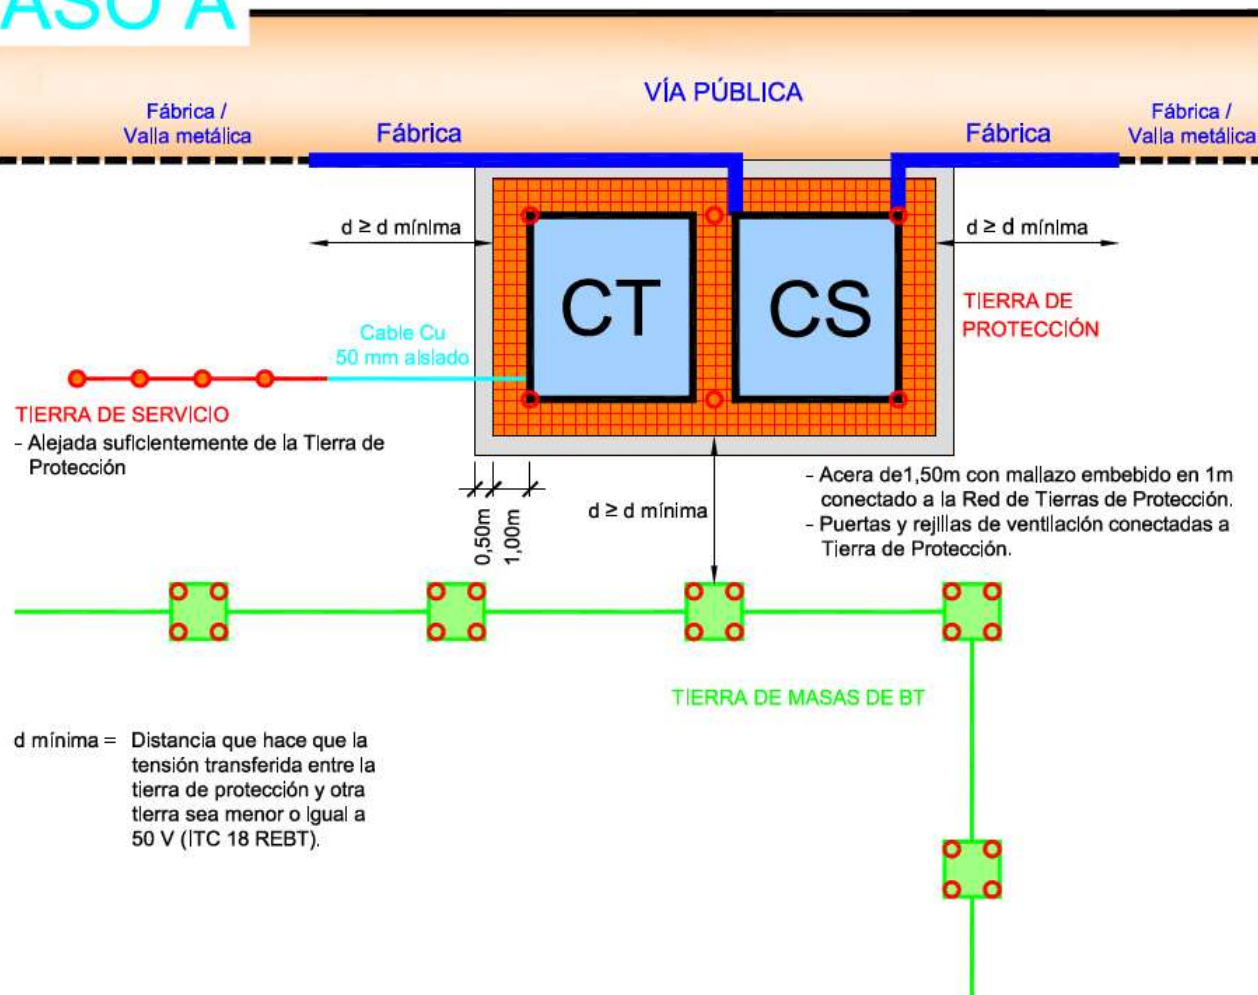 ASO A
VÍA PÚBLICA
Fábrica /
Valla metálica
Fábrica
Fábrica
Fábrica /
Valla metálica
d ≥ d mínima
d ≥ d mínima
CT
CS
TIERRA DE
PROTECCIÓN
Cable Cu
50 mm aislado
TIERRA DE SERVICIO
- Alejada suficientemente de la Tierra de
Protección
- Acera de1,50m con mallazo embebido en 1m
conectado a la Red de Tierras de Protección.
- Puertas y rejillas de ventilación conectadas a
Tierra de Protección.
0,50m
1,00m
d ≥ d mínima
TIERRA DE MASAS DE BT
d mínima = Distancia que hace que la
tensión transferida entre la
tierra de protección y otra
tierra sea menor o igual a
50 V (ITC 18 REBT).